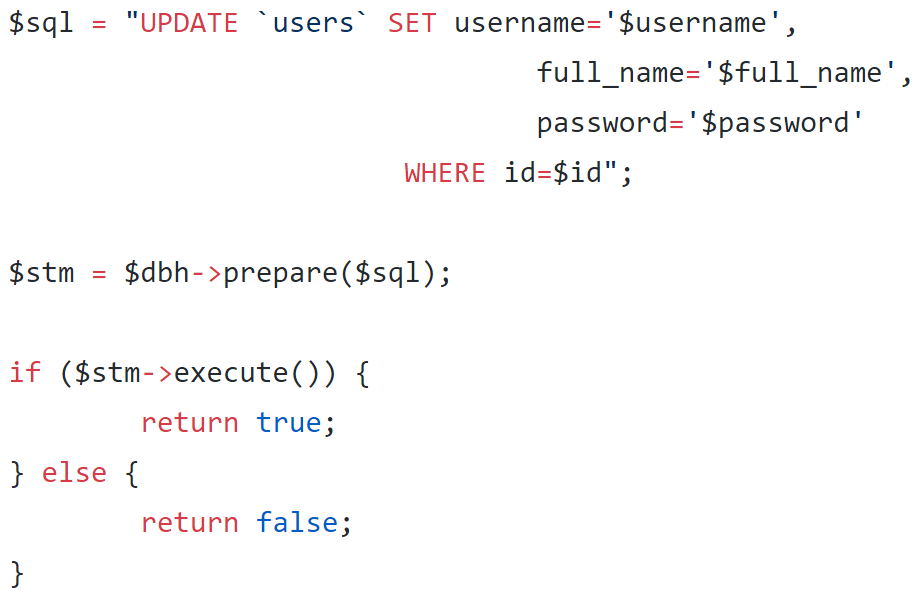 $sql = "UPDATE `users` SET username='$username',
full_name='$full_name',
password='$password'
WHERE id=$id";
$stm = $dbh->prepare($sql);
if ($stm->execute()) {
return true;
} else {
return false;
}